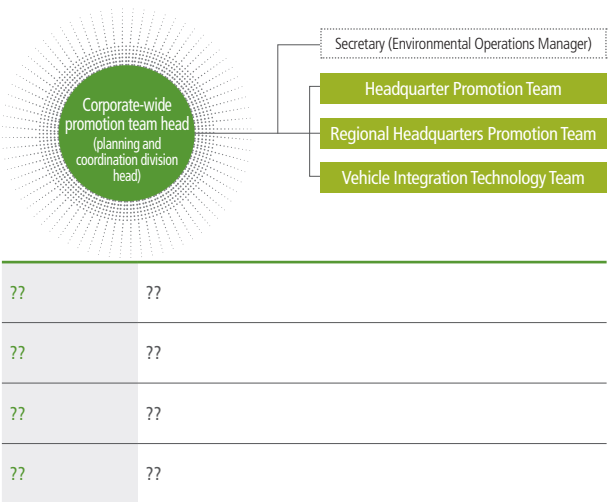 Secretary (Environmental Operations Manager)
Corporate-wide
promotion team head
(planning and
coordination division
head)
Headquarter Promotion Team
Regional Headquarters Promotion Team
Vehicle Integration Technology Team
?? ??
?? ??
?? ??
?? ??